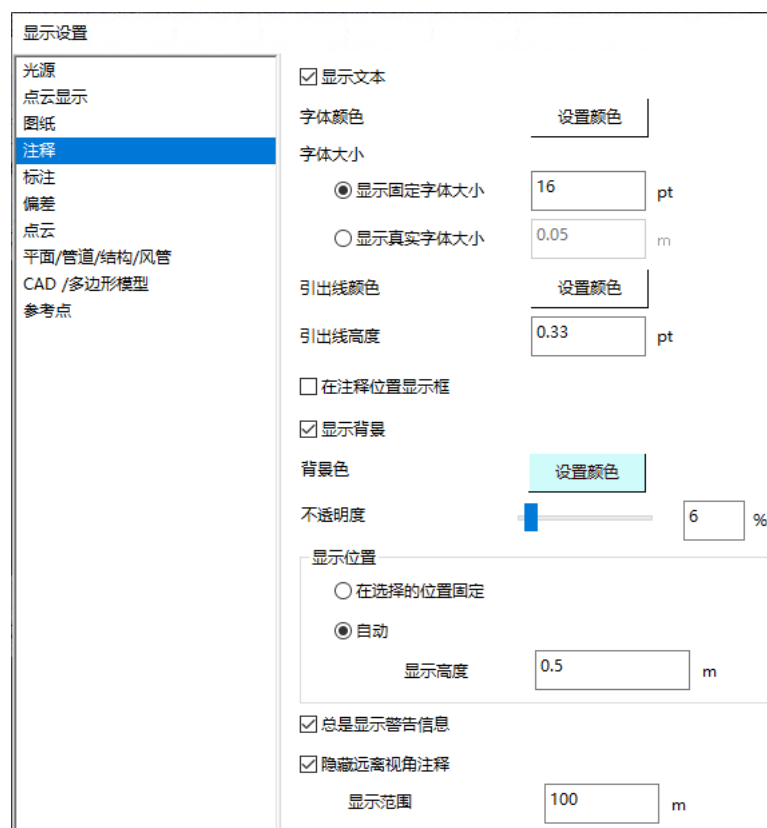 显示设置
光源
点云显示
图纸
注释
标注
偏差
点云
平面/管道/结构/风管
CAD /多边形模型
参考点
显示文本
字体颜色 设置颜色
字体大小
显示固定字体大小 16 pt
显示真实字体大小 0.05 m
引出线颜色 设置颜色
引出线高度 0.33 pt
在注释位置显示框
显示背景
背景色 设置颜色
不透明度 6 %
显示位置
在选择的位置固定
自动
显示高度 0.5 m
总是显示警告信息
隐藏远离视角注释
显示范围 100 m